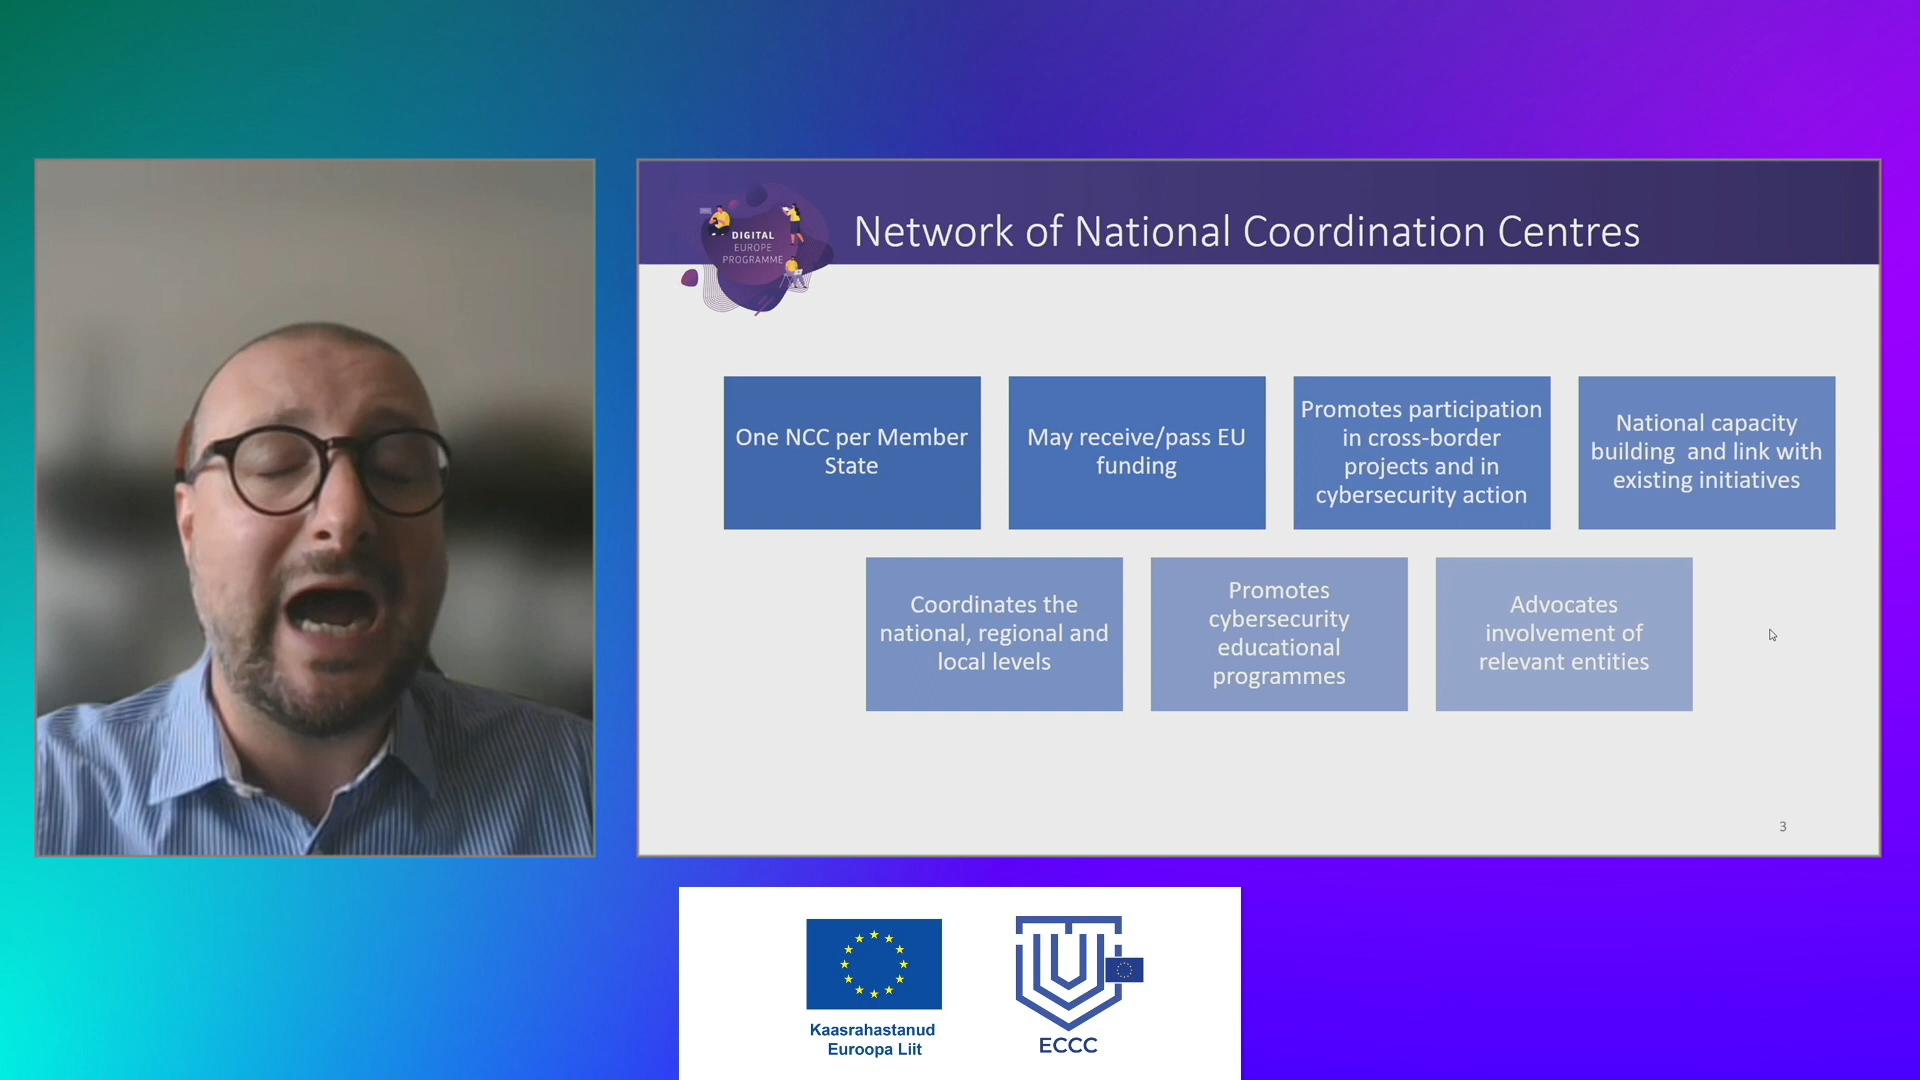 DIGITAL
EUROPE
PROGRAMME
Network of National Coordination Centres
One NCC per Member
State
May receive/pass EU
funding
Promotes participation
in cross-border
projects and in
cybersecurity action
National capacity
building  and link with
existing initiatives
Coordinates the
national, regional and
local levels
Promotes
cybersecurity
educational
programmes
Advocates
involvement of
relevant entities
3
Kaasrahastanud
Euroopa Liit
ECCC